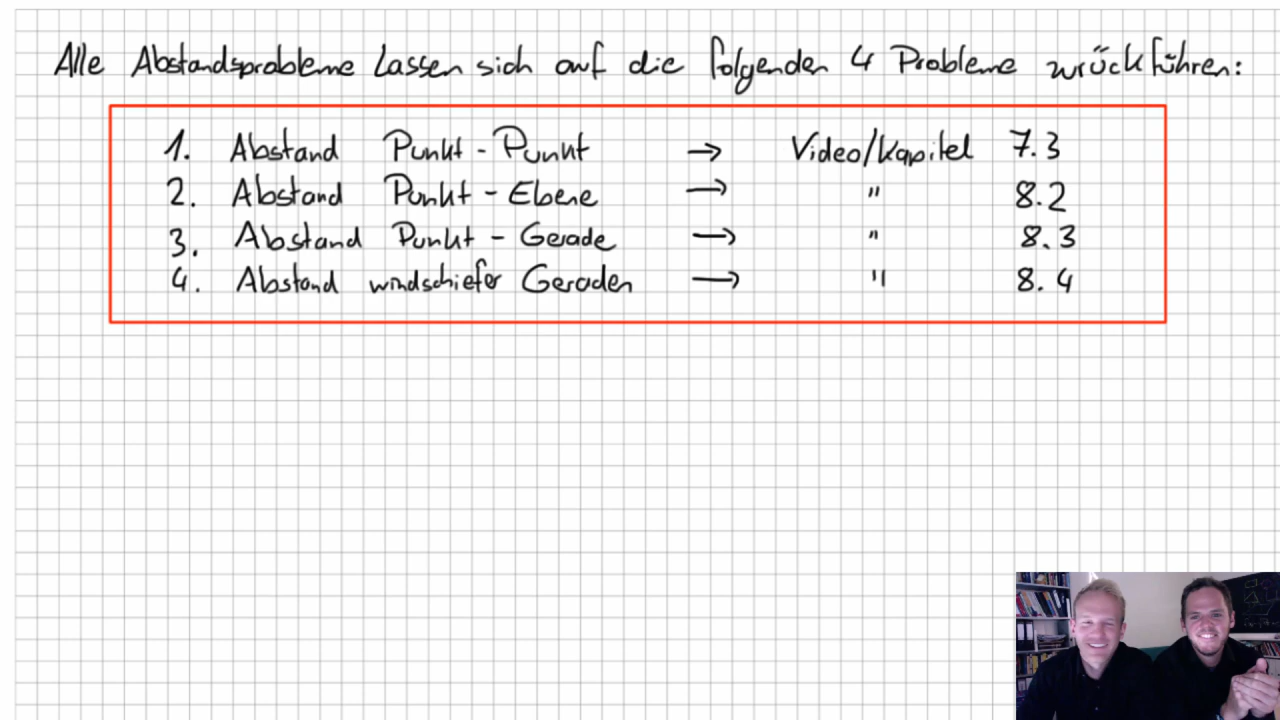 Alle Abstandsprobleme lassen sich auf die folgenden 4 Probleme zurückführen:
1. Abstand Punkt - Punkt → Video/Kapitel 7.3
2. Abstand Punkt - Ebene → " 8.2
3. Abstand Punkt - Gerade → " 8.3
4. Abstand windschiefer Geraden → " 8.4